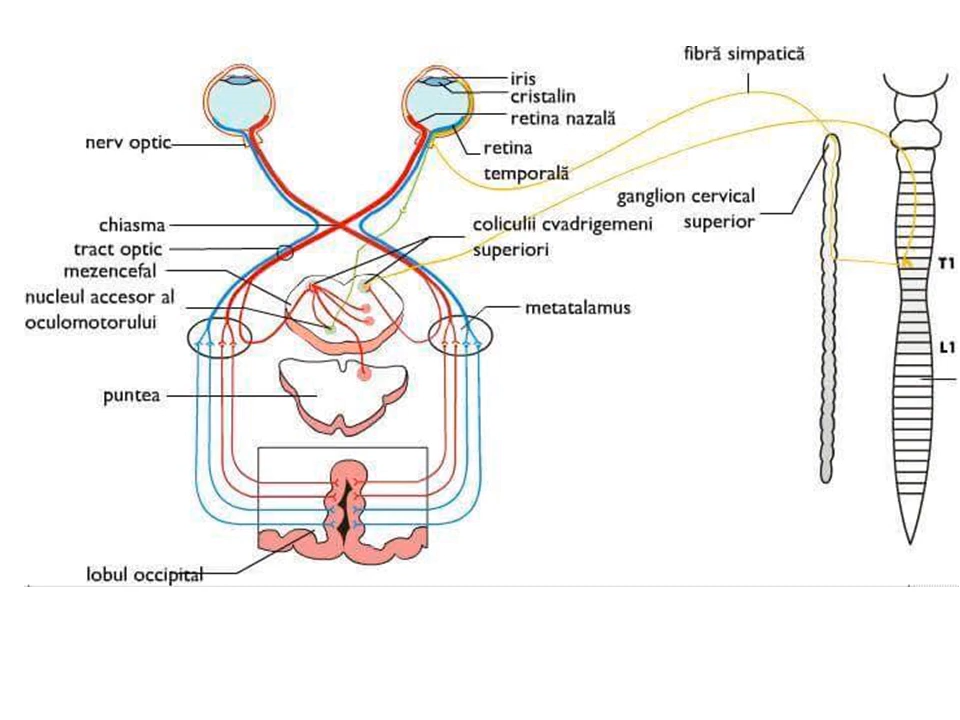 fibră simpatică
iris
cristalin
retina nazală
nerv optic
retina
temporală
ganglion cervical
superior
chiasma
coliculii cvadrigemeni
superiori
tract optic
mezencefal
nucleul accesor al
oculomotorului
metatalamus
T1
L1
puntea
lobul occipital